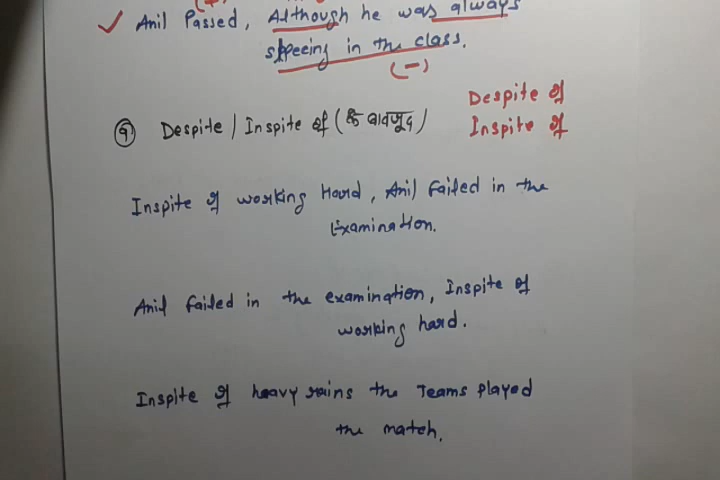 (+)
✓ Anil Passed, Although he was always
slpeeing in the class.
(-)
(9) Despite / Inspite of (के बावजूद)
Despite of
Inspite of
Inspite of working Hard, Anil Failed in the
Examination.
Anil failed in the examination, Inspite of
working hard.
Inspite of heavy rains the Teams played
the match.